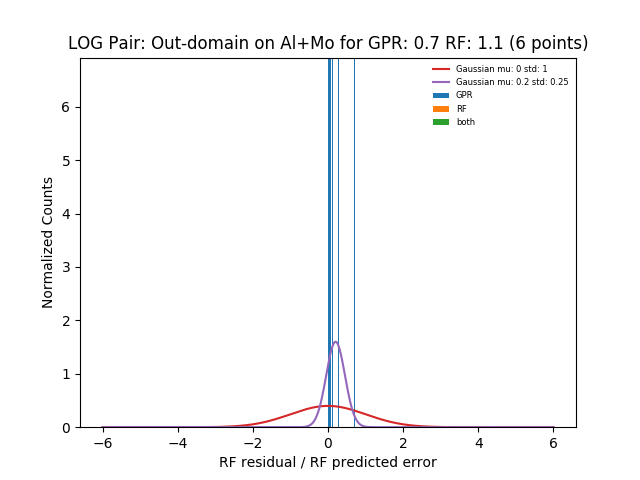 LOG Pair: Out-domain on Al+Mo for GPR: 0.7 RF: 1.1 (6 points)
Gaussian mu: 0 std: 1
Gaussian mu: 0.2 std: 0.25
GPR
RF
both
Normalized Counts
6
5
4
3
2
1
0
−6
−4
−2
0
2
4
6
RF residual / RF predicted error